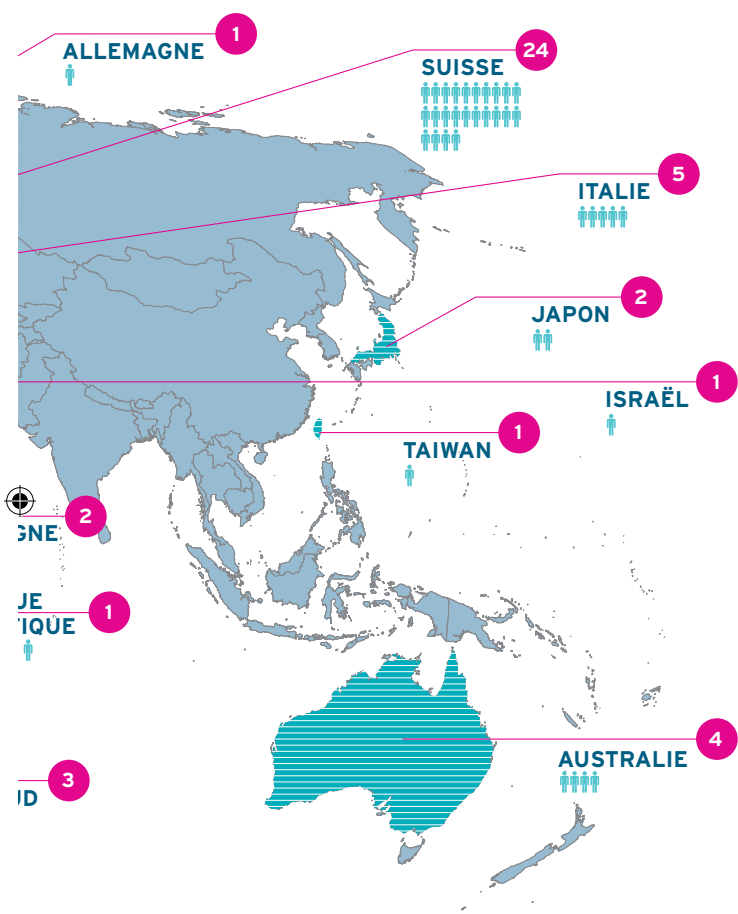 1
ALLEMAGNE
24
SUISSE
5
ITALIE
2
JAPON
1
ISRAËL
1
TAIWAN
2
GNE
1
UE
TIQUE
4
AUSTRALIE
3
UD